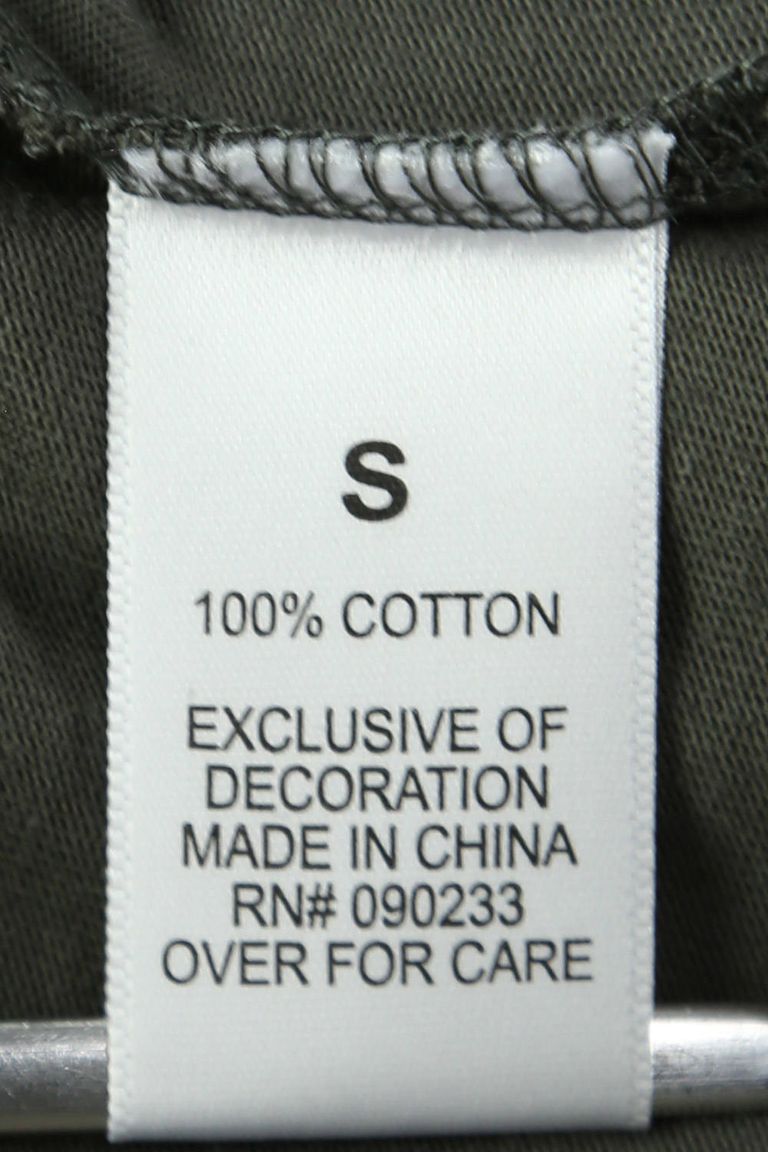 S
100% COTTON
EXCLUSIVE OF
DECORATION
MADE IN CHINA
RN# 090233
OVER FOR CARE